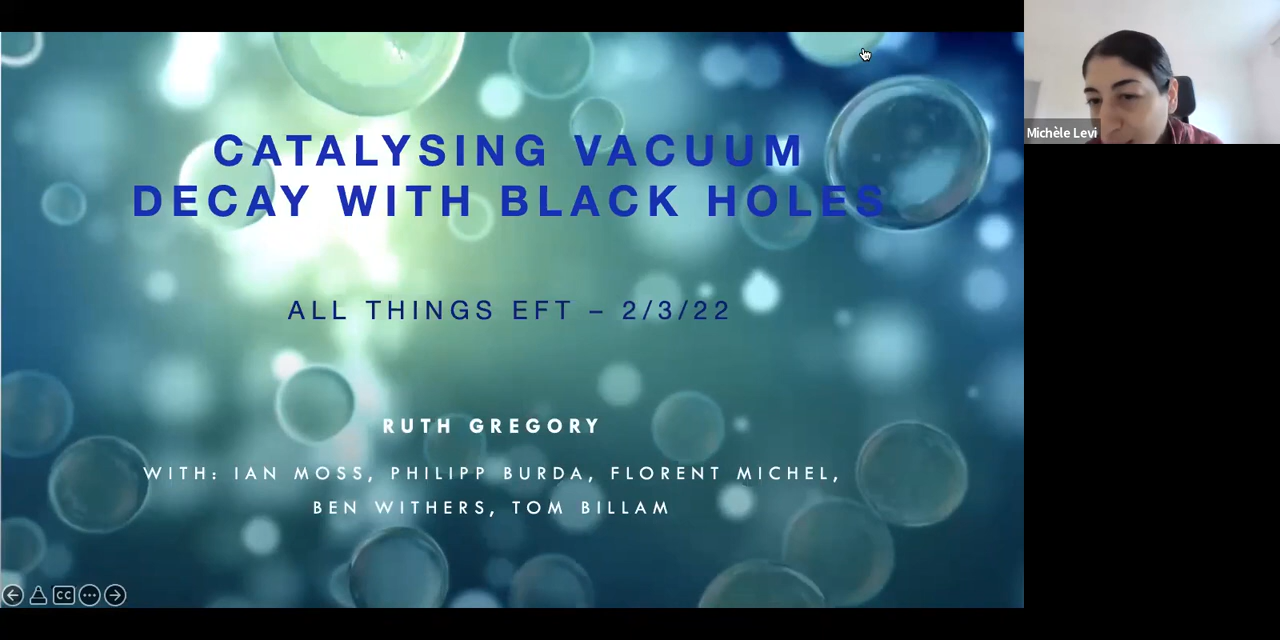 CATALYSING VACUUM
DECAY WITH BLACK HOLES
ALL THINGS EFT – 2/3/22
RUTH GREGORY
WITH: IAN MOSS, PHILIPP BURDA, FLORENT MICHEL,
BEN WITHERS, TOM BILLAM
Michèle Levi
CC